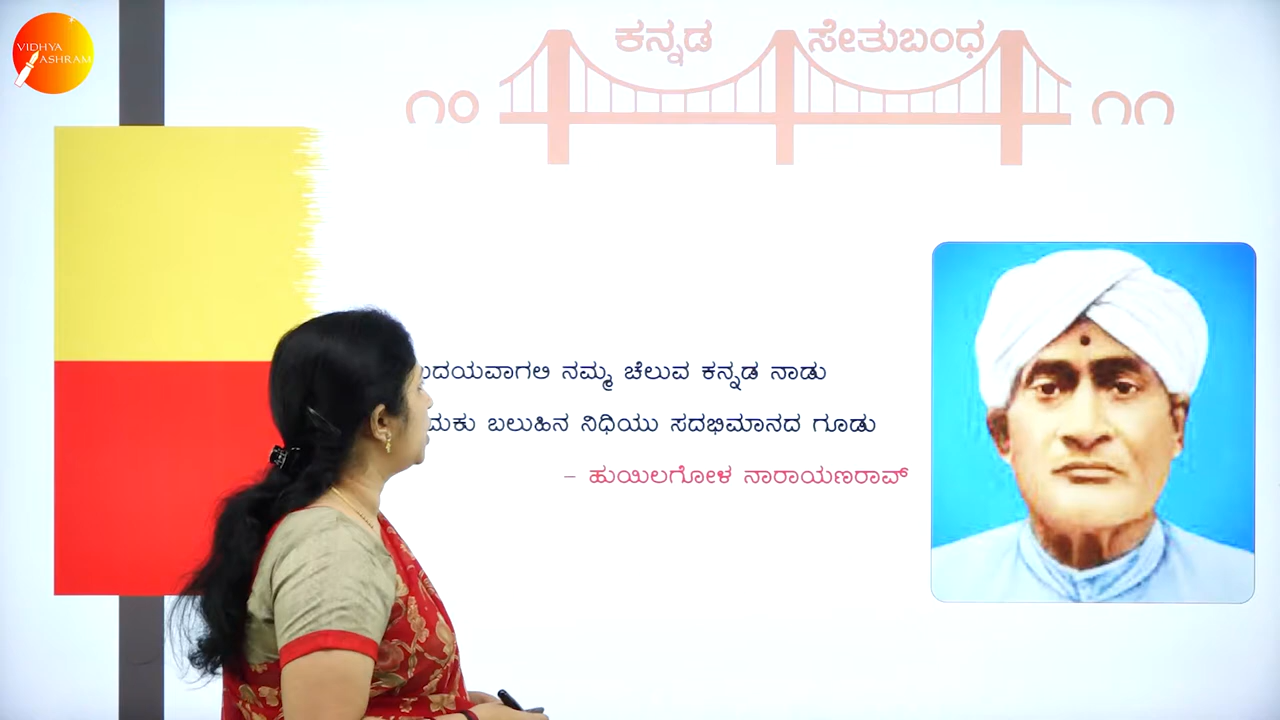 VIDHYA
ASHRAM
ಕನ್ನಡ ಸೇತುಬಂಧ
೧೦ ೧೧
ನಮ್ಮ ಚೆಲುವ ಕನ್ನಡ ನಾಡು
ಬಲುಹಿನ ನಿಧಿಯು ಸದಭಿಮಾನದ ಗೂಡು
– ಹುಯಿಲಗೋಳ ನಾರಾಯಣರಾವ್